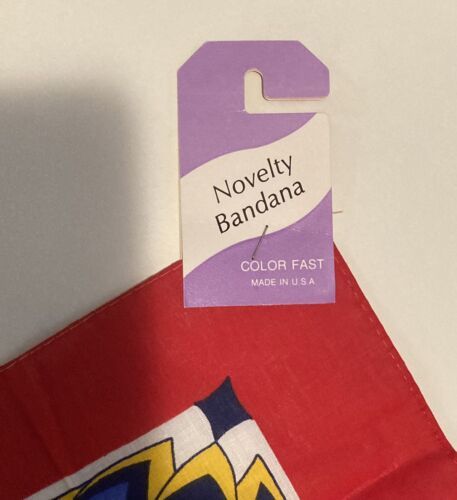 Novelty
Bandana
COLOR FAST
MADE IN U.S.A